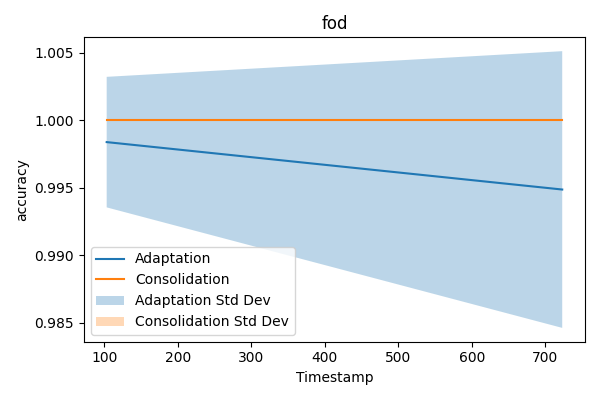 fod
1.005
1.000
0.995
0.990
0.985
accuracy
Adaptation
Consolidation
Adaptation Std Dev
Consolidation Std Dev
100 200 300 400 500 600 700
Timestamp